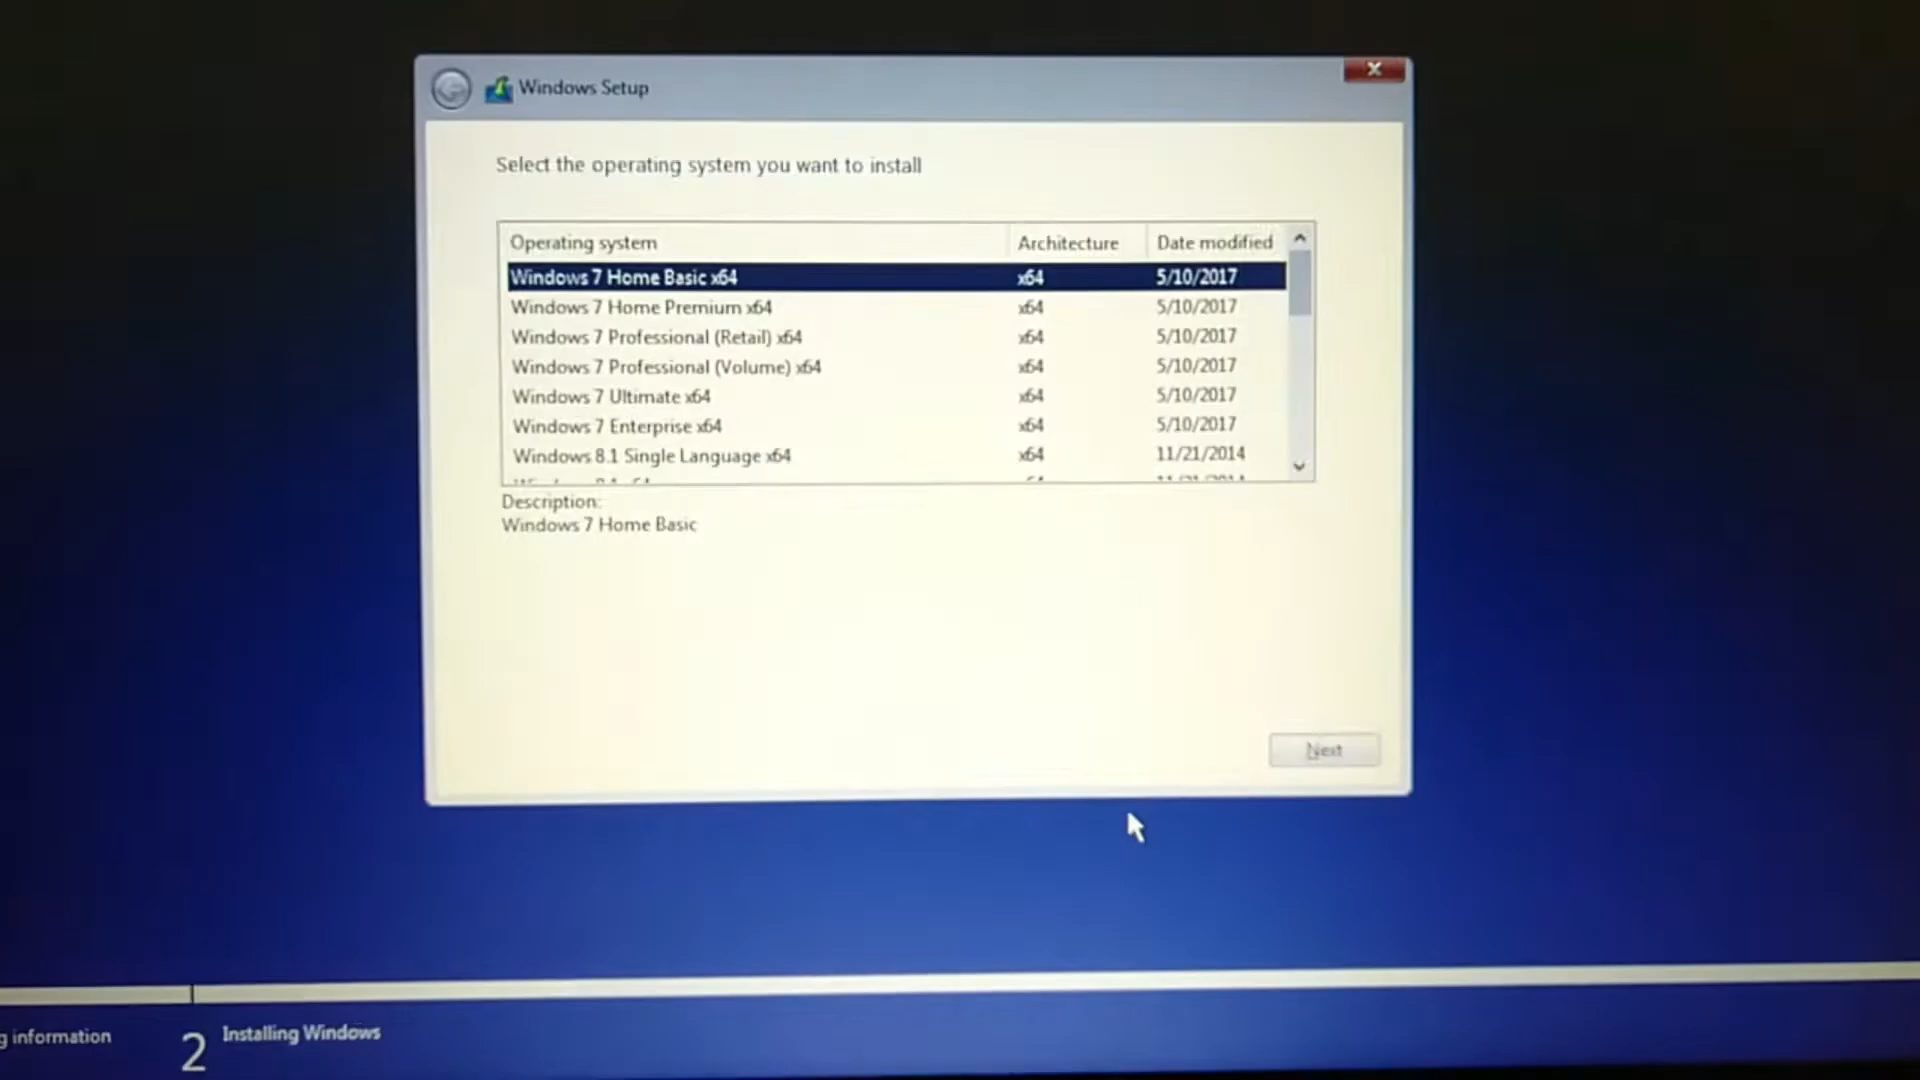 Windows Setup
Select the operating system you want to install
Operating system Architecture Date modified
Windows 7 Home Basic x64 x64 5/10/2017
Windows 7 Home Premium x64 x64 5/10/2017
Windows 7 Professional (Retail) x64 x64 5/10/2017
Windows 7 Professional (Volume) x64 x64 5/10/2017
Windows 7 Ultimate x64 x64 5/10/2017
Windows 7 Enterprise x64 x64 5/10/2017
Windows 8.1 Single Language x64 x64 11/21/2014
Description:
Windows 7 Home Basic
Next
g information
2 Installing Windows